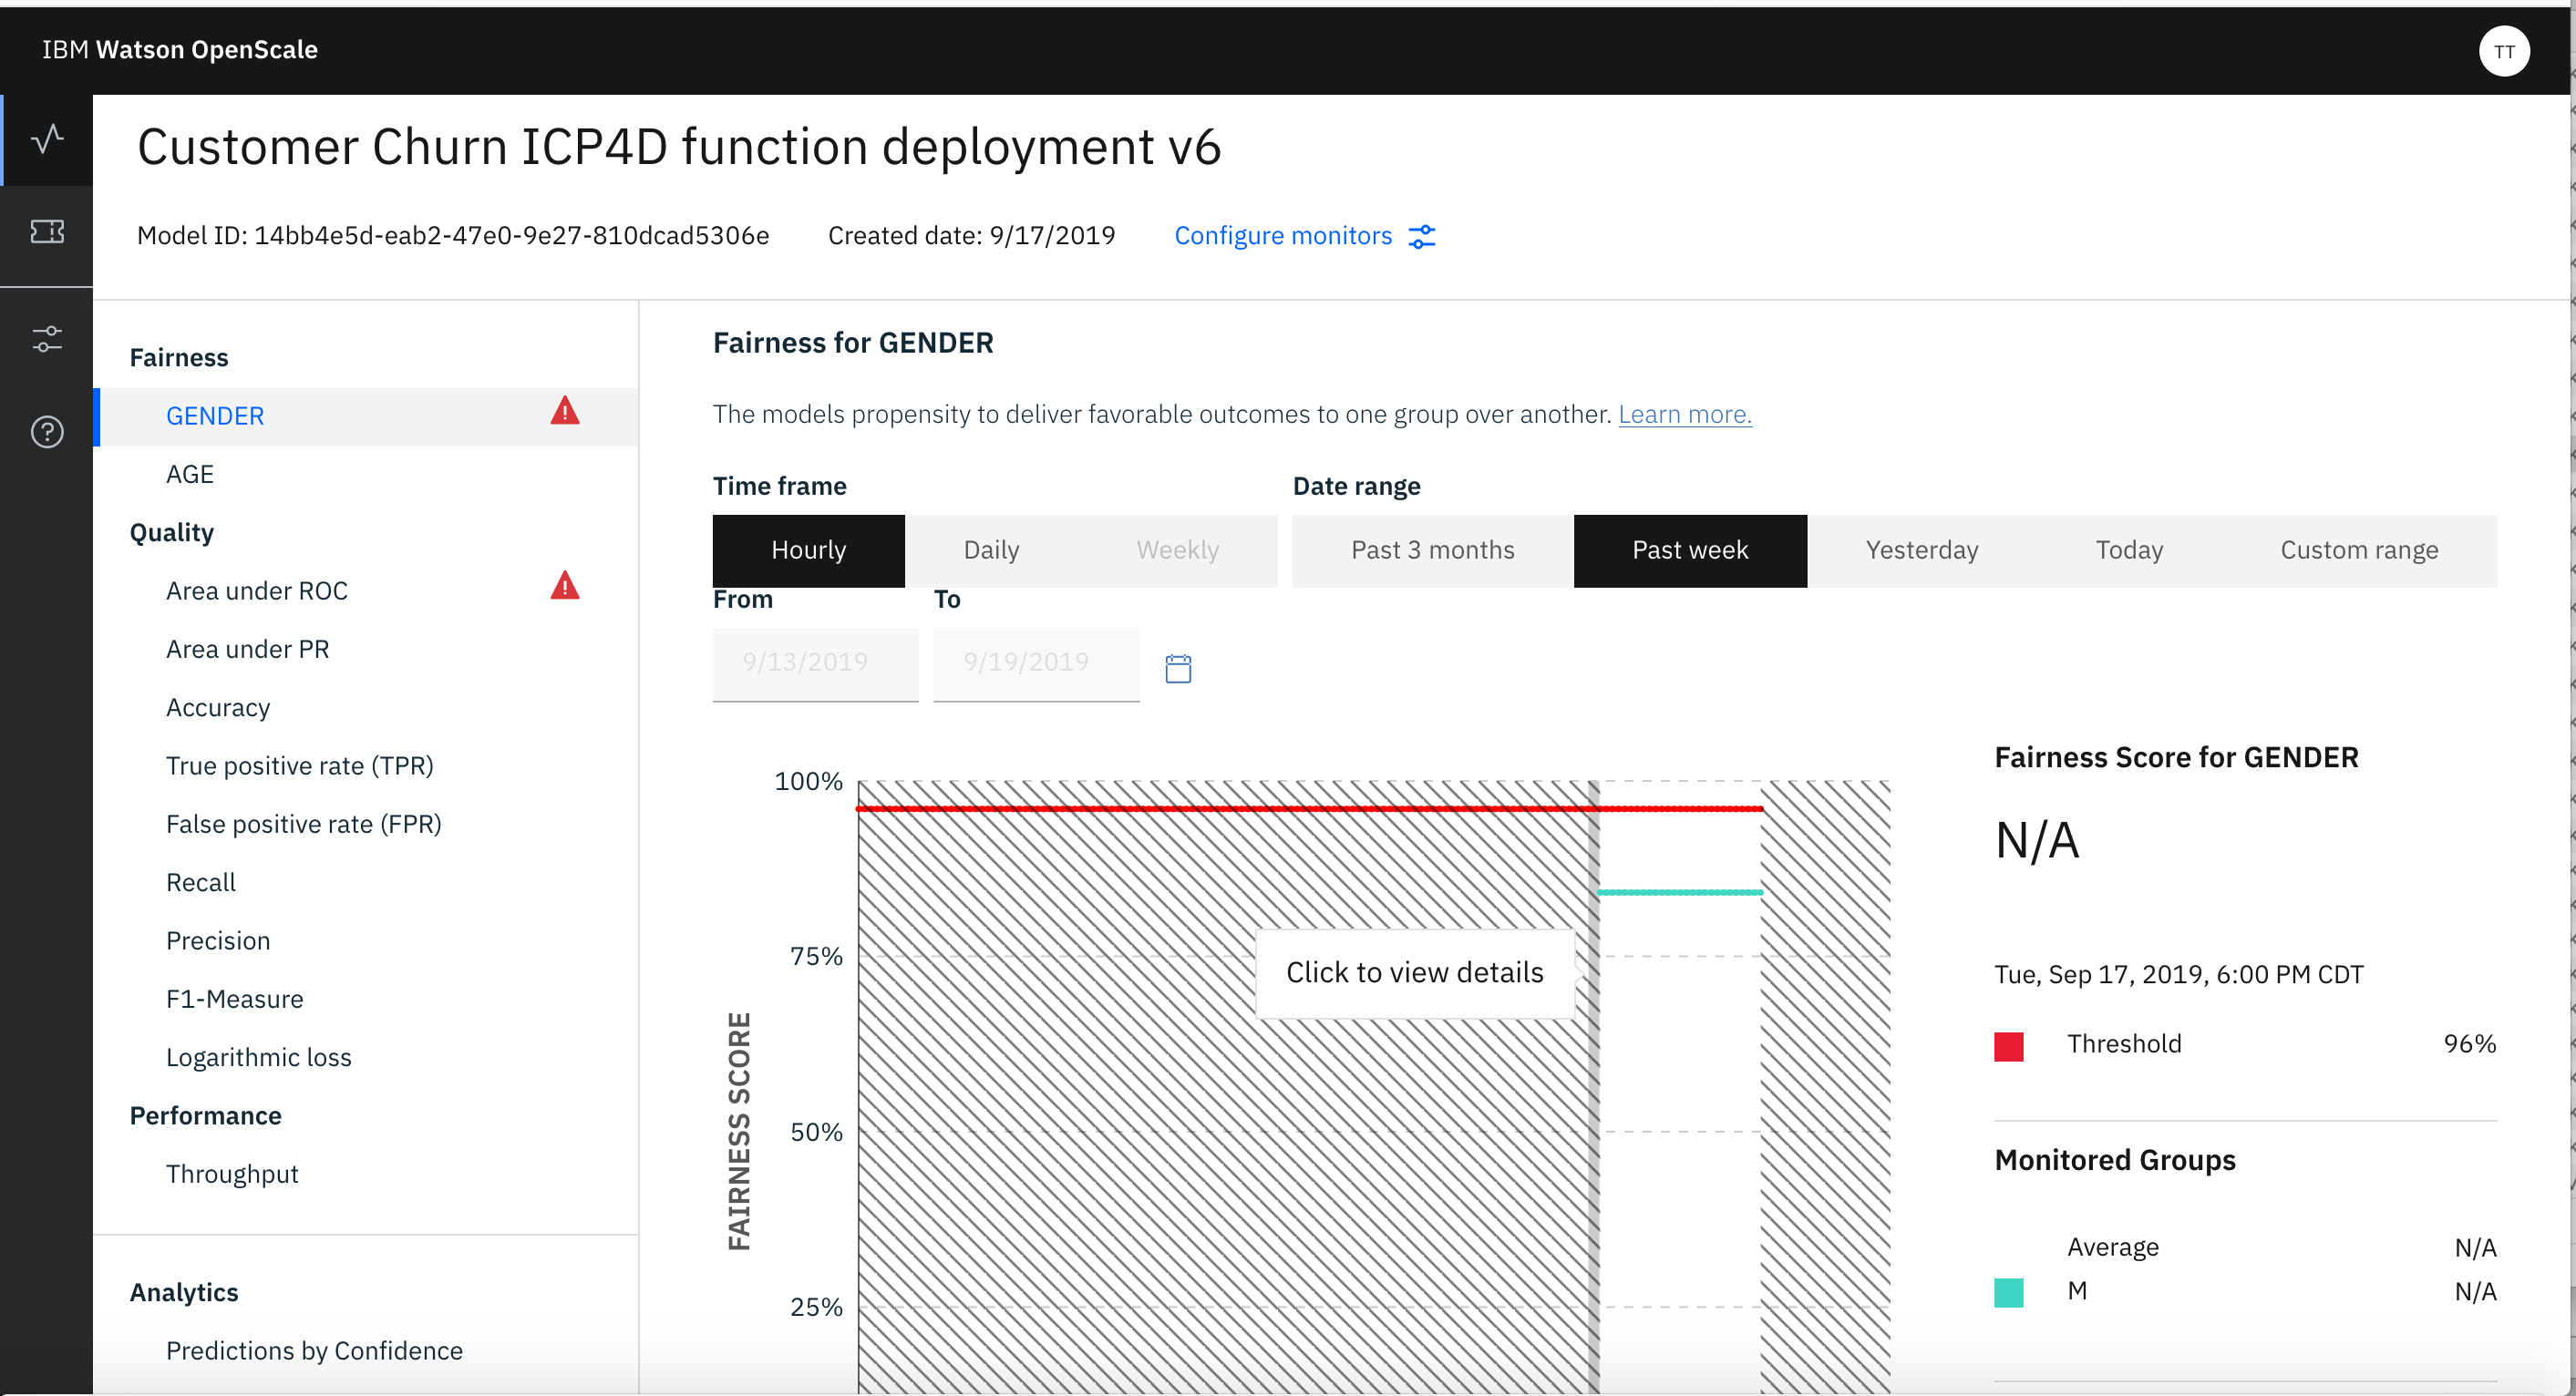 IBM Watson OpenScale
TT
Customer Churn ICP4D function deployment v6
Model ID: 14bb4e5d-eab2-47e0-9e27-810dcad5306e Created date: 9/17/2019 Configure monitors
Fairness
GENDER
AGE
Quality
Area under ROC
Area under PR
Accuracy
True positive rate (TPR)
False positive rate (FPR)
Recall
Precision
F1-Measure
Logarithmic loss
Performance
Throughput
Analytics
Predictions by Confidence
Fairness for GENDER
The models propensity to deliver favorable outcomes to one group over another. Learn more.
Time frame
Hourly Daily Weekly
Date range
Past 3 months Past week Yesterday Today Custom range
From To
9/13/2019 9/19/2019
FAIRNESS SCORE
100%
75%
50%
25%
Click to view details
Fairness Score for GENDER
N/A
Tue, Sep 17, 2019, 6:00 PM CDT
Threshold 96%
Monitored Groups
Average N/A
M N/A